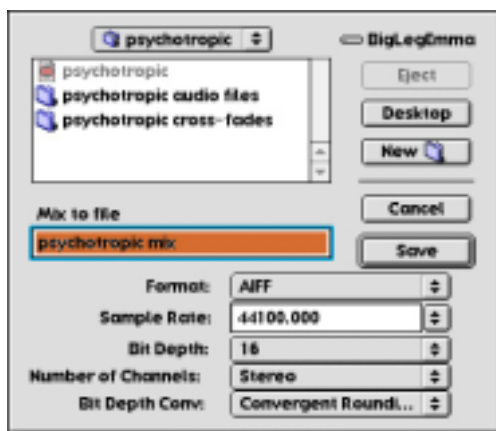 psychotropic
BigLegEmma
psychotropic
psychotropic audio files
psychotropic cross-fades
Eject
Desktop
New
Mix to file
Cancel
psychotropic mix
Save
Format: AIFF
Sample Rate: 44100.000
Bit Depth: 16
Number of Channels: Stereo
Bit Depth Conv: Convergent Roundi...